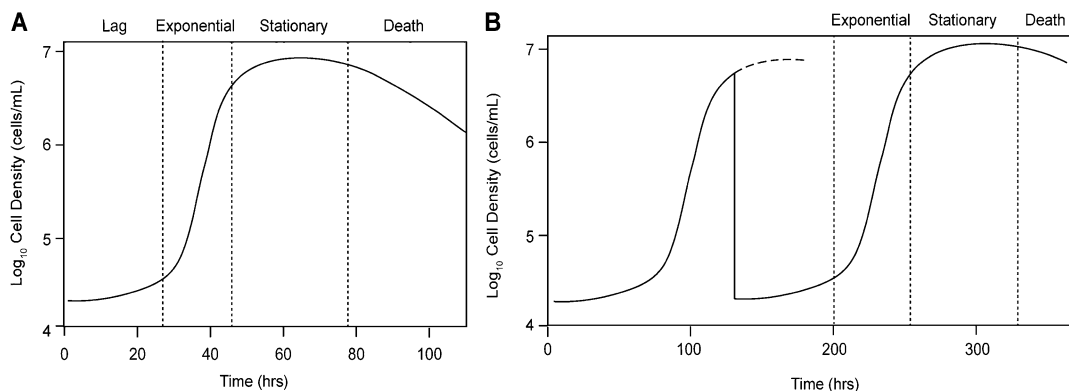 A
Lag Exponential Stationary Death
Log10 Cell Density (cells/mL)
7
6
5
4
0 20 40 60 80 100
Time (hrs)
B
Exponential Stationary Death
Log10 Cell Density (cells/mL)
7
6
5
4
0 100 200 300
Time (hrs)